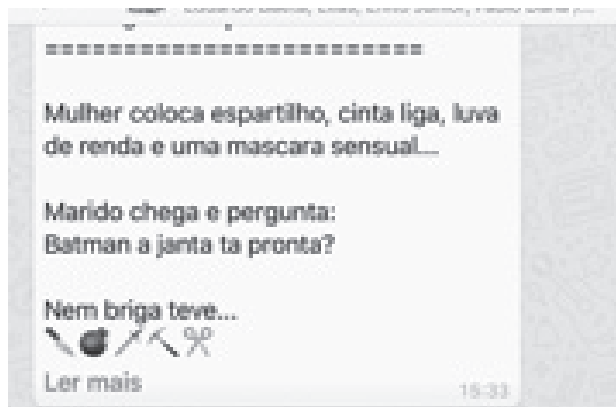 =========================
Mulher coloca espartilho, cinta liga, luva
de renda e uma mascara sensual...
Marido chega e pergunta:
Batman a janta ta pronta?
Nem briga teve...
Ler mais
15:33